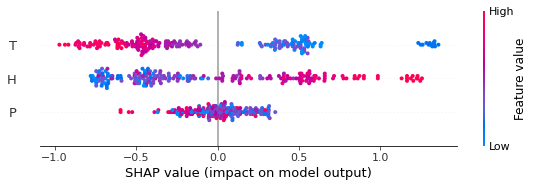 High
T
H
P
Low
Feature value
−1.0 −0.5 0.0 0.5 1.0
SHAP value (impact on model output)